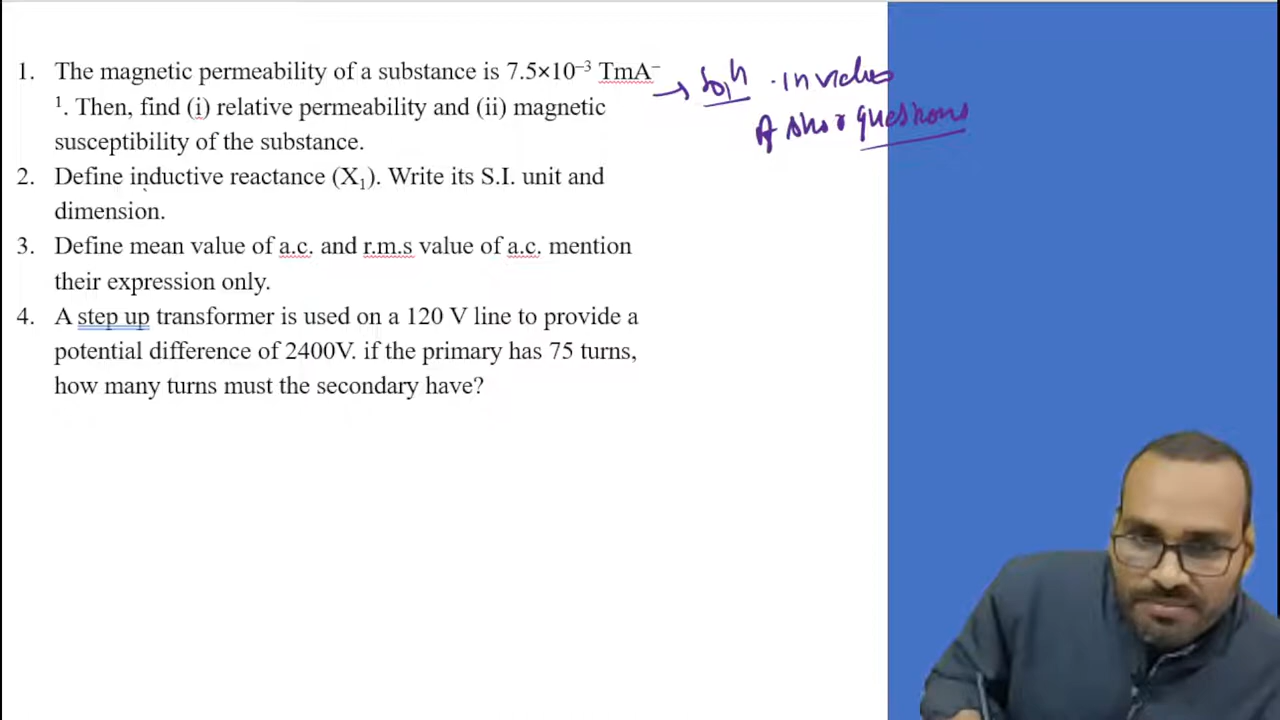 1. The magnetic permeability of a substance is 7.5×10⁻³ TmA⁻
¹. Then, find (i) relative permeability and (ii) magnetic
susceptibility of the substance.
2. Define inductive reactance (X₁). Write its S.I. unit and
dimension.
3. Define mean value of a.c. and r.m.s value of a.c. mention
their expression only.
4. A step up transformer is used on a 120 V line to provide a
potential difference of 2400V. if the primary has 75 turns,
how many turns must the secondary have?
→ Solⁿ . in video
questions